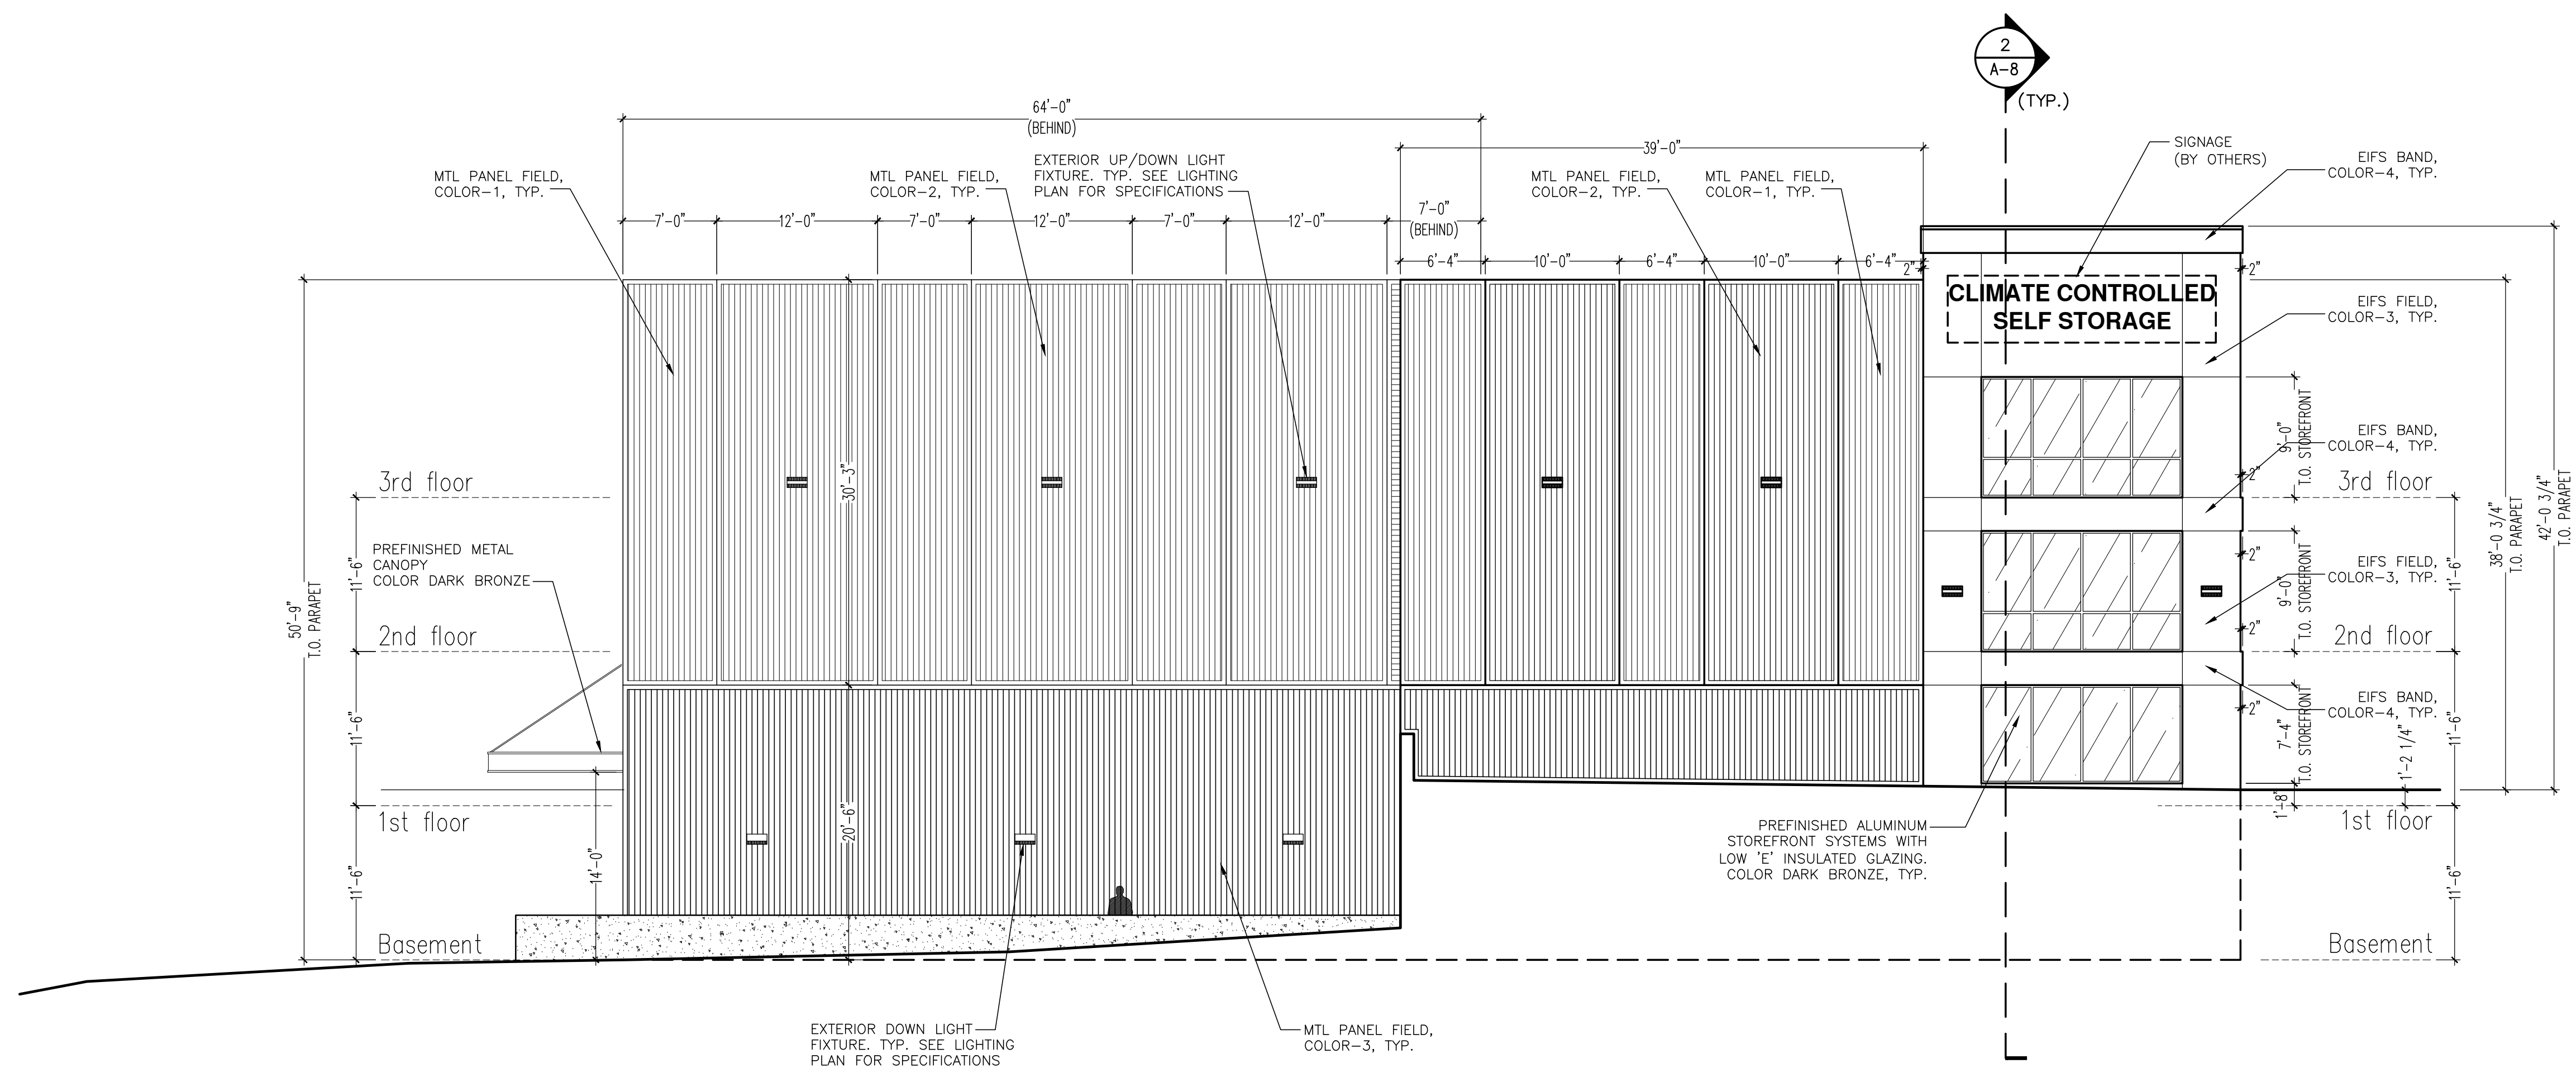 2
A-8
(TYP.)
64'-0"
(BEHIND)
39'-0"
SIGNAGE
(BY OTHERS)
EIFS BAND,
COLOR-4, TYP.
MTL PANEL FIELD,
COLOR-1, TYP.
MTL PANEL FIELD,
COLOR-2, TYP.
EXTERIOR UP/DOWN LIGHT
FIXTURE. TYP. SEE LIGHTING
PLAN FOR SPECIFICATIONS
MTL PANEL FIELD,
COLOR-2, TYP.
MTL PANEL FIELD,
COLOR-1, TYP.
7'-0"
12'-0"
7'-0"
12'-0"
7'-0"
12'-0"
7'-0"
(BEHIND)
6'-4"
10'-0"
6'-4"
10'-0"
6'-4"
2"
2"
CLIMATE CONTROLLED
SELF STORAGE
EIFS FIELD,
COLOR-3, TYP.
EIFS BAND,
COLOR-4, TYP.
9'-0"
T.O. STOREFRONT
2"
3rd floor
3rd floor
30'-3"
38'-0 3/4"
T.O. PARAPET
42'-0 3/4"
T.O. PARAPET
PREFINISHED METAL
CANOPY
COLOR DARK BRONZE
11'-6"
50'-9"
T.O. PARAPET
2"
9'-0"
T.O. STOREFRONT
EIFS FIELD,
COLOR-3, TYP.
11'-6"
2nd floor
2"
2nd floor
11'-6"
2"
7'-4"
T.O. STOREFRONT
EIFS BAND,
COLOR-4, TYP.
1'-2 1/4"
11'-6"
1'-8"
1st floor
1st floor
20'-6"
14'-0"
11'-6"
PREFINISHED ALUMINUM
STOREFRONT SYSTEMS WITH
LOW 'E' INSULATED GLAZING.
COLOR DARK BRONZE, TYP.
11'-6"
Basement
Basement
EXTERIOR DOWN LIGHT
FIXTURE. TYP. SEE LIGHTING
PLAN FOR SPECIFICATIONS
MTL PANEL FIELD,
COLOR-3, TYP.